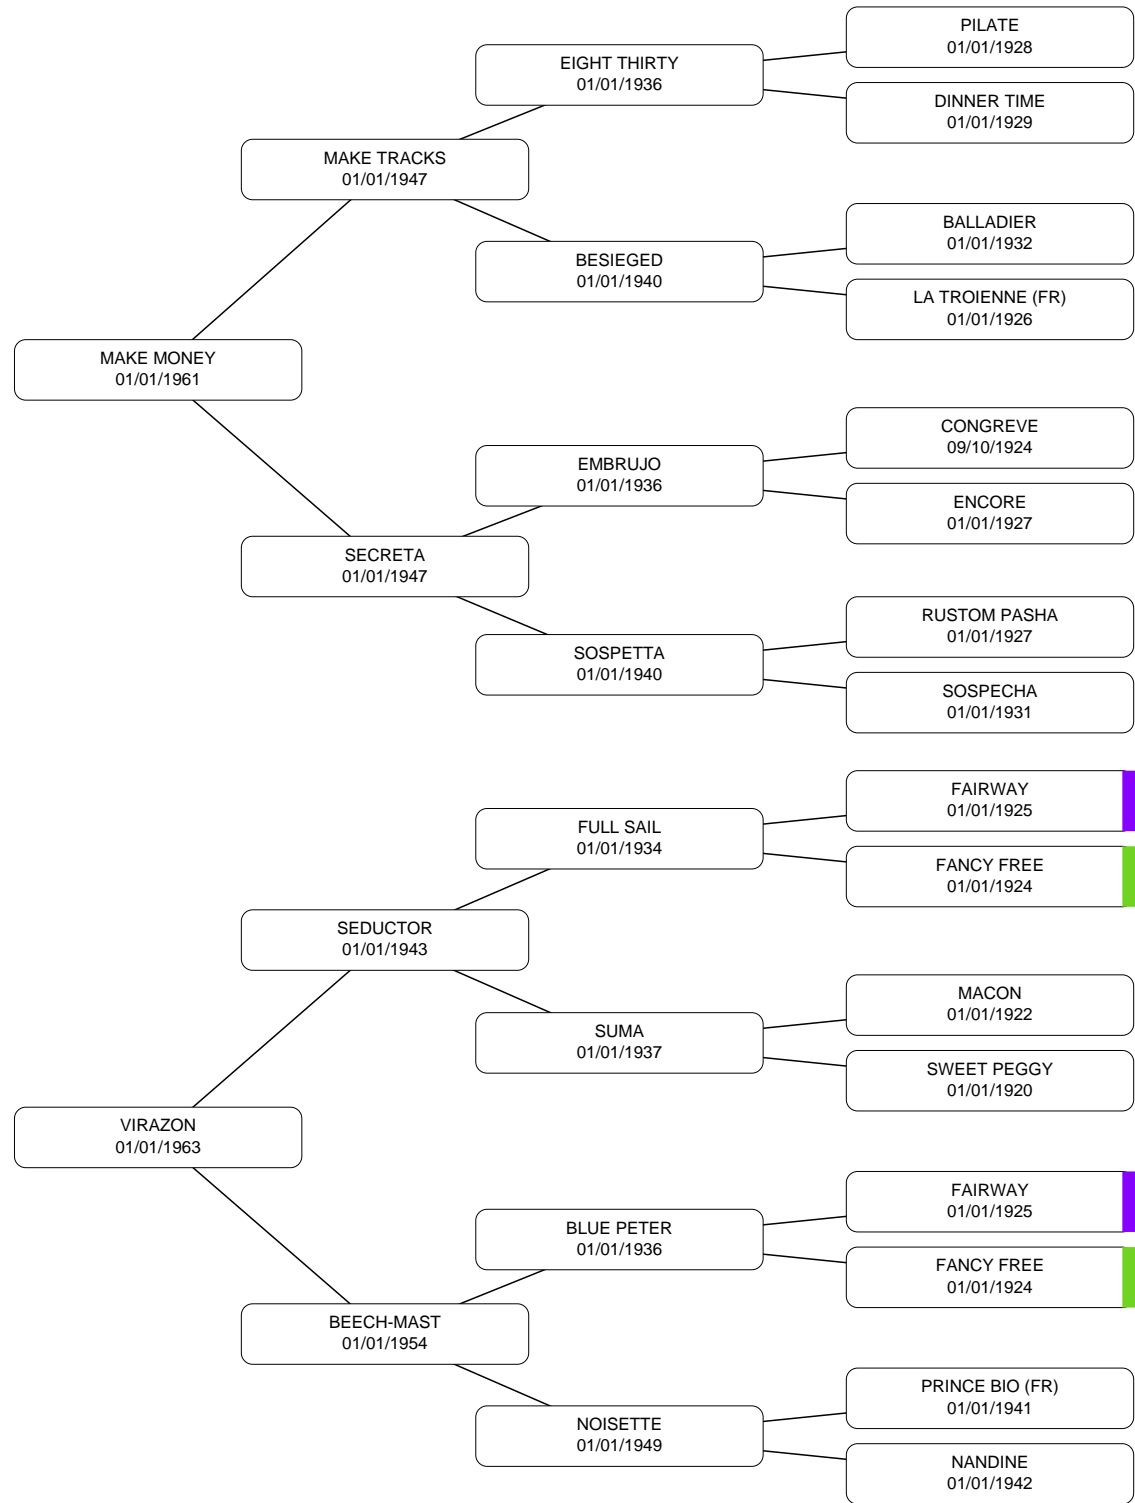 PILATE
01/01/1928
EIGHT THIRTY
01/01/1936
DINNER TIME
01/01/1929
MAKE TRACKS
01/01/1947
BALLADIER
01/01/1932
BESIEGED
01/01/1940
LA TROIENNE (FR)
01/01/1926
MAKE MONEY
01/01/1961
CONGREVE
09/10/1924
EMBRUJO
01/01/1936
ENCORE
01/01/1927
SECRETA
01/01/1947
RUSTOM PASHA
01/01/1927
SOSPETTA
01/01/1940
SOSPECHA
01/01/1931
FAIRWAY
01/01/1925
FULL SAIL
01/01/1934
FANCY FREE
01/01/1924
SEDUCTOR
01/01/1943
MACON
01/01/1922
SUMA
01/01/1937
SWEET PEGGY
01/01/1920
VIRAZON
01/01/1963
FAIRWAY
01/01/1925
BLUE PETER
01/01/1936
FANCY FREE
01/01/1924
BEECH-MAST
01/01/1954
PRINCE BIO (FR)
01/01/1941
NOISETTE
01/01/1949
NANDINE
01/01/1942